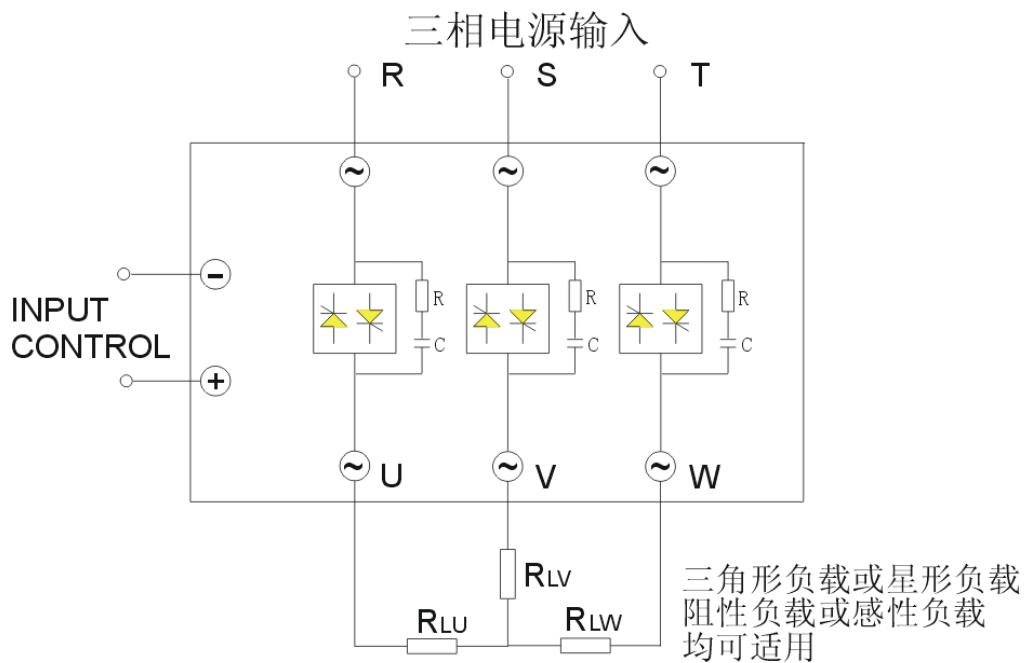 三相电源输入
R S T
INPUT
CONTROL
-
+
~ ~ ~
R R R
C C C
~ ~ ~
U V W
RLV
RLU RLW
三角形负载或星形负载
阻性负载或感性负载
均可适用